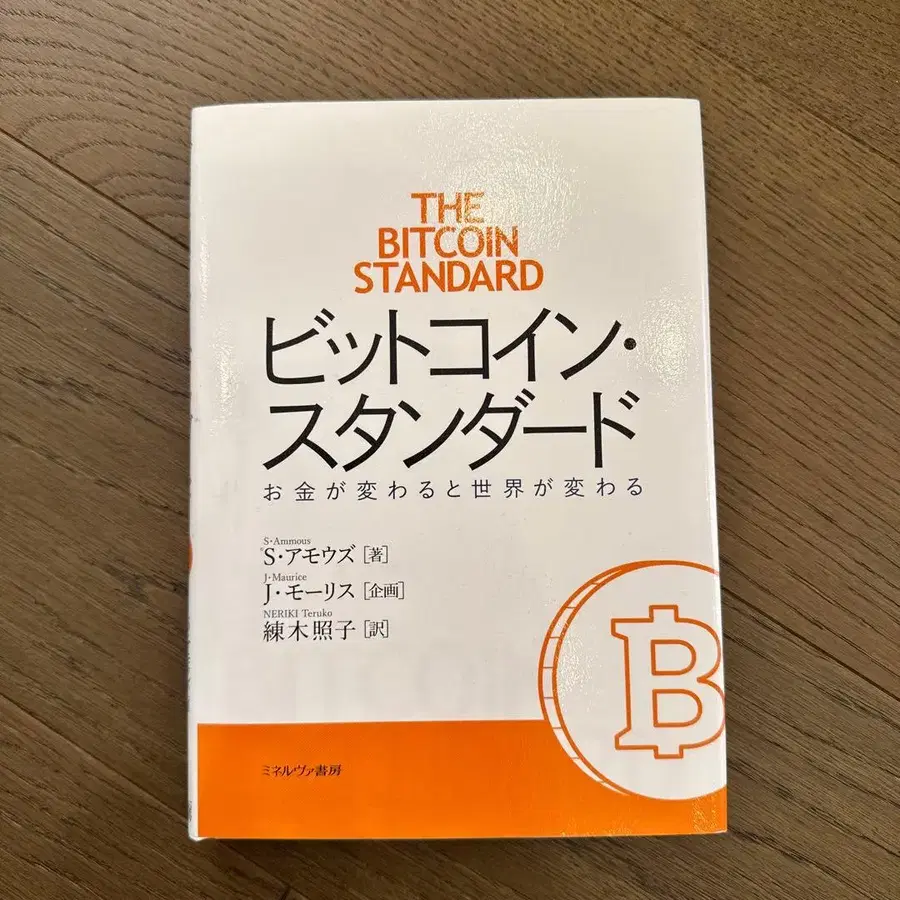 THE
BITCOIN
STANDARD
ビットコイン・
スタンダード
お金が変わると世界が変わる
S・Ammous
S・アモウズ［著］
J・Maurice
J・モーリス［企画］
NERIKI Teruko
練木照子［訳］
B
ミネルヴァ書房